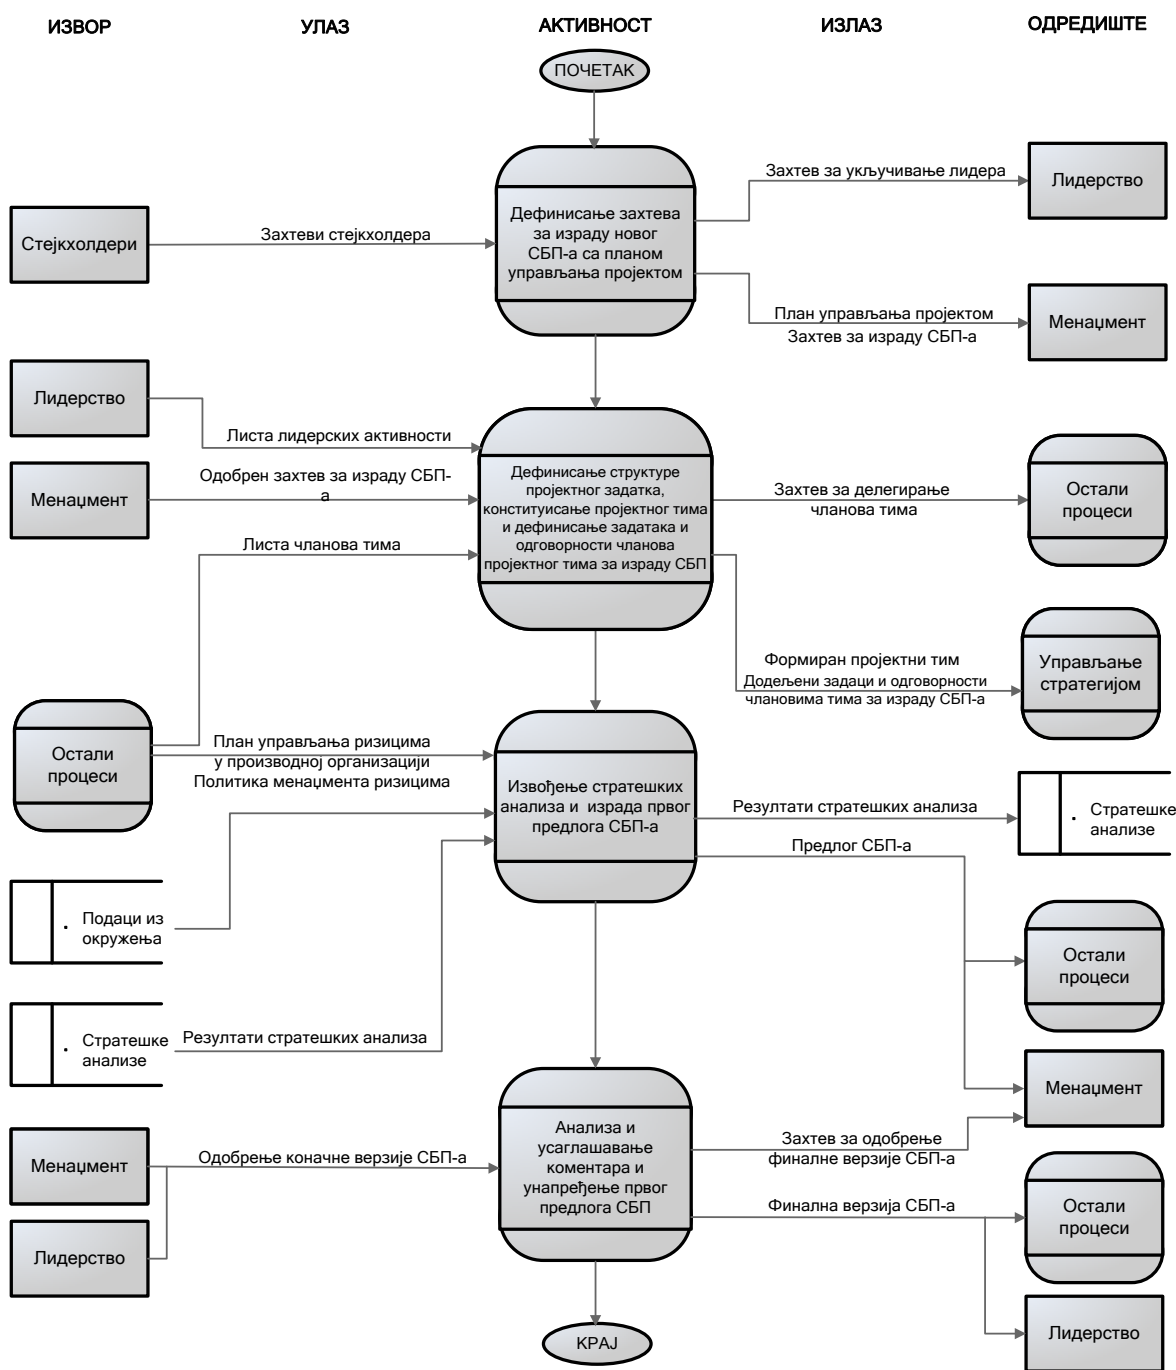 ИЗВОР
УЛАЗ
АКТИВНОСТ
ИЗЛАЗ
ОДРЕДИШТЕ
ПОЧЕТАК
Стејкхолдери
Захтеви стејкхолдера
Дефинисање захтева
за израду новог
СБП-а са планом
управљања пројектом
Захтев за укључивање лидера
Лидерство
План управљања пројектом
Захтев за израду СБП-а
Менаџмент
Лидерство
Листа лидерских активности
Менаџмент
Одобрен захтев за израду СБП-
а
Листа чланова тима
Дефинисање структуре
пројектног задатка,
конституисање пројектног тима
и дефинисање задатака и
одговорности чланова
пројектног тима за израду СБП
Захтев за делегирање
чланова тима
Остали
процеси
Формиран пројектни тим
Додељени задаци и одговорности
члановима тима за израду СБП-а
Управљање
стратегијом
Остали
процеси
План управљања ризицима
у производној организацији
Политика менаџмента ризицима
Извођење стратешких
анализа и израда првог
предлога СБП-а
Резултати стратешких анализа
Стратешке
анализе
Предлог СБП-а
Подаци из
окружења
Остали
процеси
Стратешке
анализе
Резултати стратешких анализа
Менаџмент
Менаџмент
Лидерство
Одобрење коначне верзије СБП-а
Анализа и
усаглашавање
коментара и
унапређење првог
предлога СБП
Захтев за одобрење
финалне верзије СБП-а
Финална верзија СБП-а
Остали
процеси
Лидерство
КРАЈ